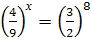 (4/9)^x = (3/2)^8